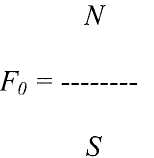 N
F₀ = --------
S